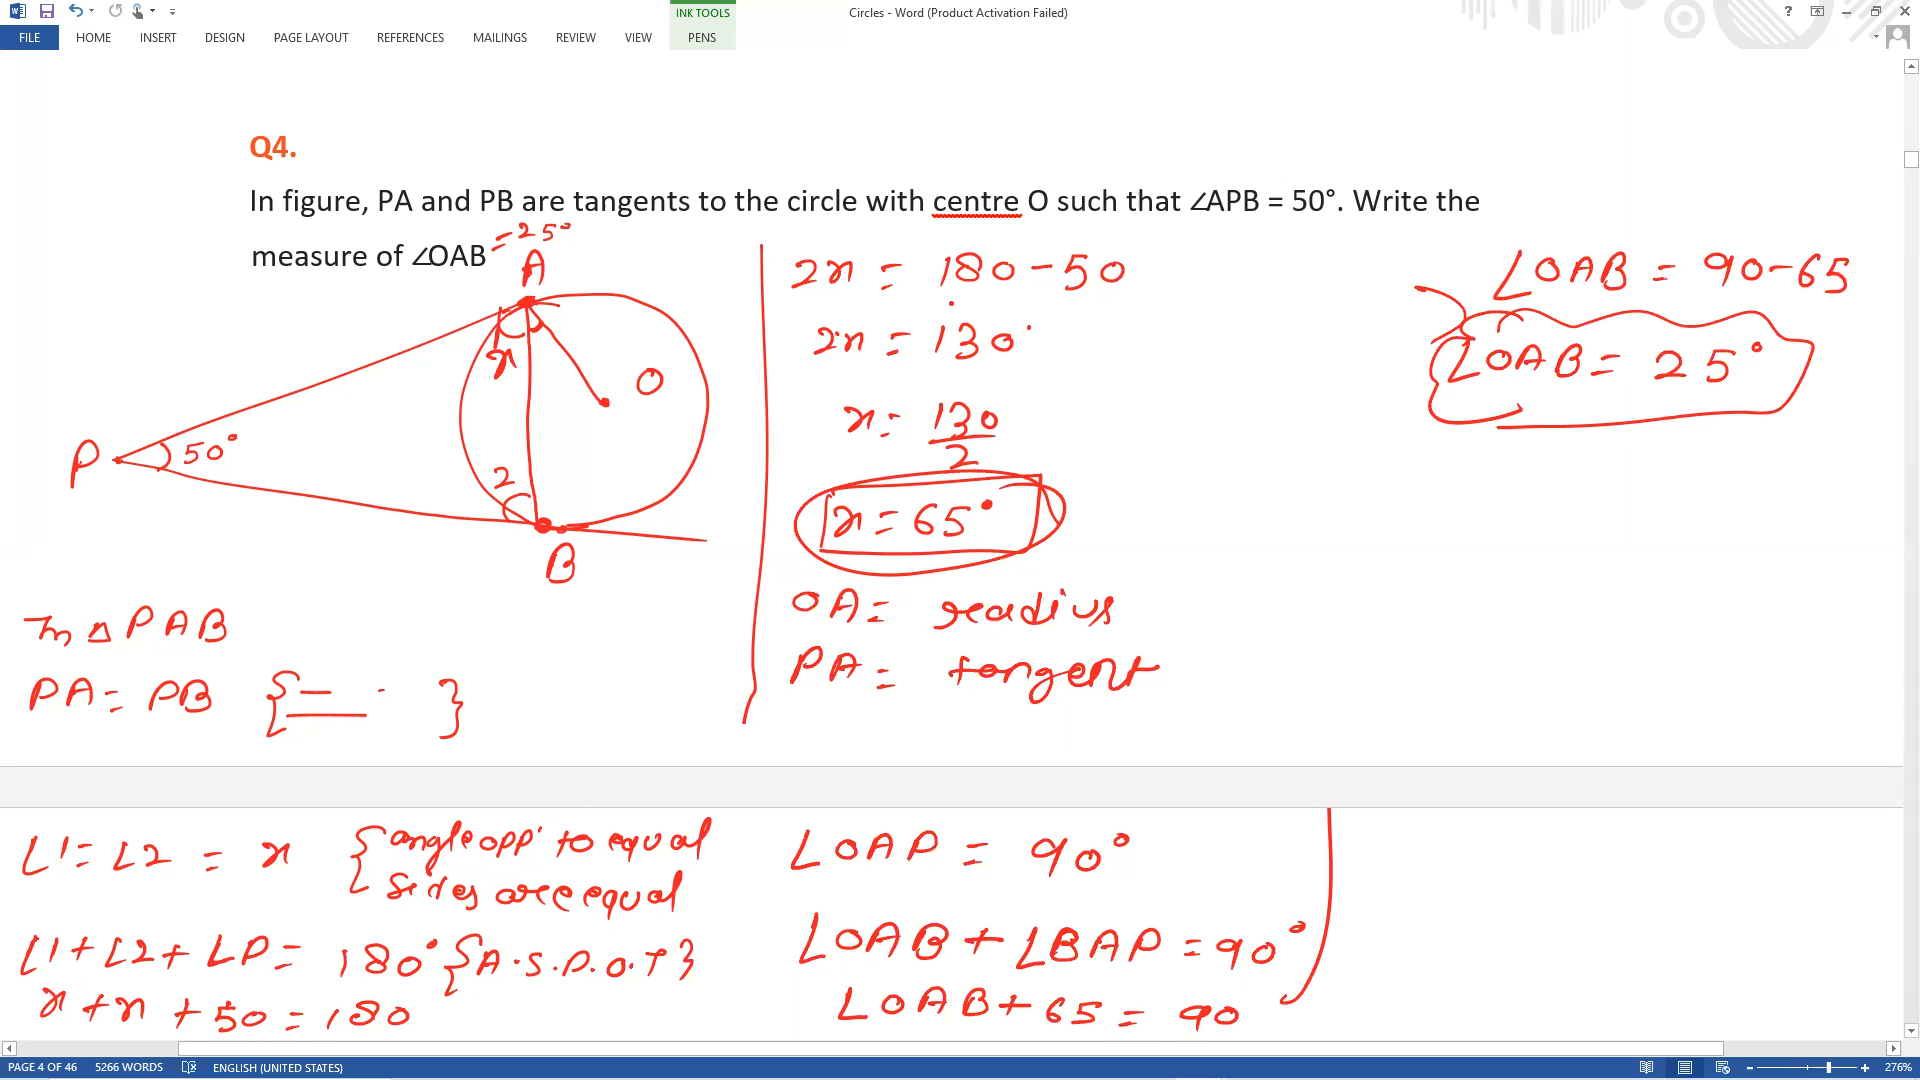 Circles - Word (Product Activation Failed)
INK TOOLS
FILE HOME INSERT DESIGN PAGE LAYOUT REFERENCES MAILINGS REVIEW VIEW PENS
Q4.
In figure, PA and PB are tangents to the circle with centre O such that ∠APB = 50°. Write the
measure of ∠OAB = 25°
A
x
O
P 50°
2
B
In △ PAB
PA = PB { — }
∠1 = ∠2 = x { angle opp. to equal
sides are equal
∠1 + ∠2 + ∠P = 180° {A.S.P.O.T}
x + x + 50 = 180
2x = 180 - 50
2x = 130
x = 130
2
x = 65°
OA = readius
PA = tangent
∠OAP = 90°
∠OAB + ∠BAP = 90°
∠OAB + 65 = 90
∠OAB = 90 - 65
∠OAB = 25°
PAGE 4 OF 46 5266 WORDS ENGLISH (UNITED STATES) 276%